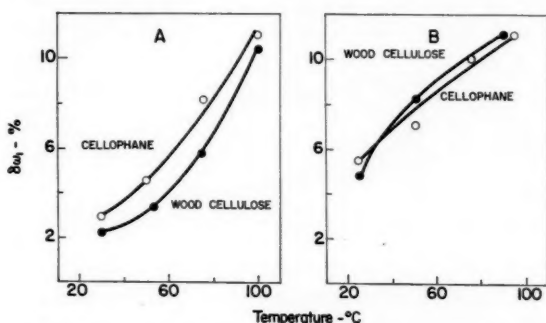 A
B
10
6
2
10
6
2
δω₁ - %
CELLOPHANE
WOOD CELLULOSE
WOOD CELLULOSE
CELLOPHANE
20
60
100
20
60
100
Temperature -°C